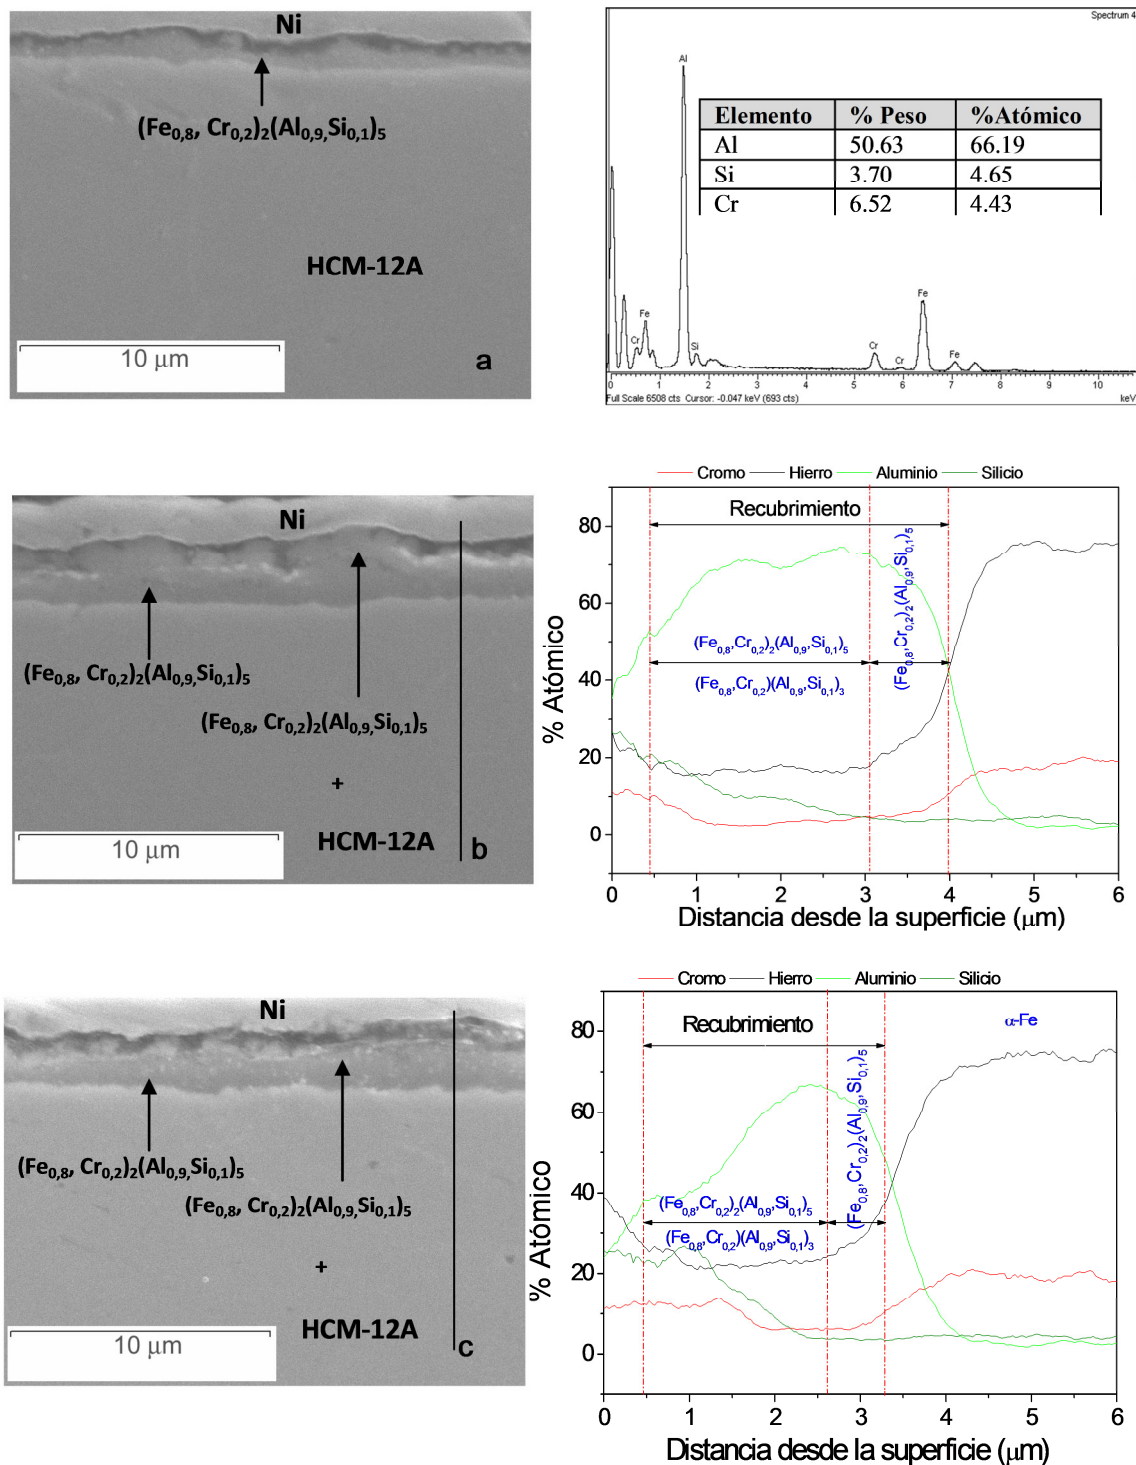 Ni
(Fe0,8, Cr0,2)2(Al0,9,Si0,1)5
HCM-12A
10 μm
a
Spectrum 4
Al
Fe
Cr
Si
Cr
Cr
Fe
Fe
Elemento % Peso %Atómico
Al 50.63 66.19
Si 3.70 4.65
Cr 6.52 4.43
0 1 2 3 4 5 6 7 8 9 10
Full Scale 6508 cts Cursor: -0.047 keV (693 cts)
keV
Ni
(Fe0,8, Cr0,2)2(Al0,9,Si0,1)5
(Fe0,8, Cr0,2)2(Al0,9,Si0,1)5
+
HCM-12A
10 μm
b
Cromo Hierro Aluminio Silicio
Recubrimiento
(Fe0,8,Cr0,2)2(Al0,9,Si0,1)5
(Fe0,8,Cr0,2)(Al0,9,Si0,1)3
(Fe0,8,Cr0,2)2(Al0,9,Si0,1)5
% Atómico
80
60
40
20
0
0 1 2 3 4 5 6
Distancia desde la superficie (μm)
Ni
(Fe0,8, Cr0,2)2(Al0,9,Si0,1)5
(Fe0,8, Cr0,2)2(Al0,9,Si0,1)5
+
HCM-12A
10 μm
c
Cromo Hierro Aluminio Silicio
Recubrimiento
α-Fe
(Fe0,8,Cr0,2)2(Al0,9,Si0,1)5
(Fe0,8,Cr0,2)(Al0,9,Si0,1)3
(Fe0,8,Cr0,2)2(Al0,9,Si0,1)5
% Atómico
80
60
40
20
0
0 1 2 3 4 5 6
Distancia desde la superficie (μm)